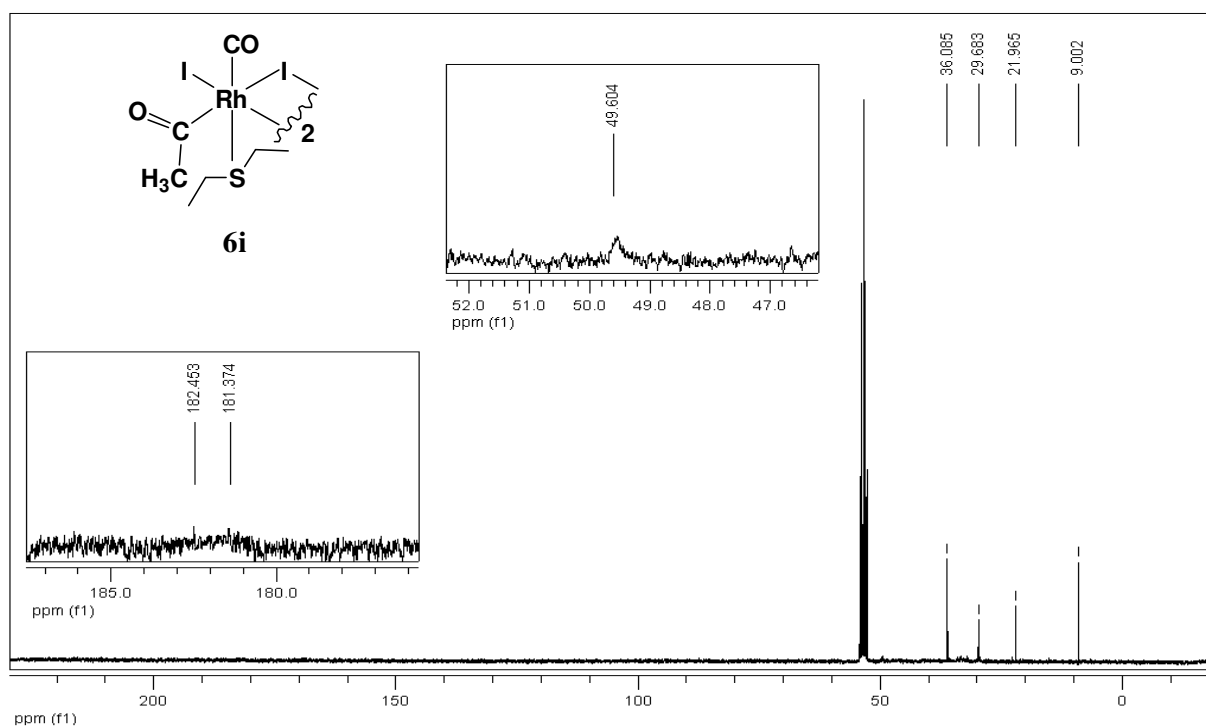 CO
I
I
Rh
O
C
2
H3C
S
6i
49.604
52.0 51.0 50.0 49.0 48.0 47.0
ppm (f1)
182.453
181.374
185.0 180.0
ppm (f1)
36.085
29.683
21.965
9.002
200 150 100 50 0
ppm (f1)